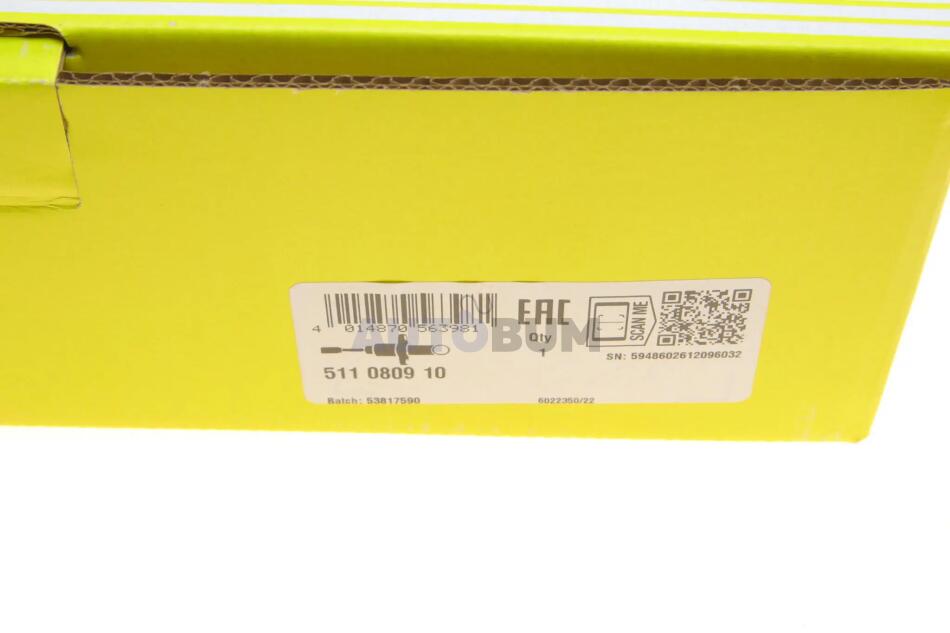 4 014870 563981
EAC
SCAN ME
AUTOBUM
Qty
1
SN: 5948602612096032
511 0809 10
Batch: 53817590
6022350/22